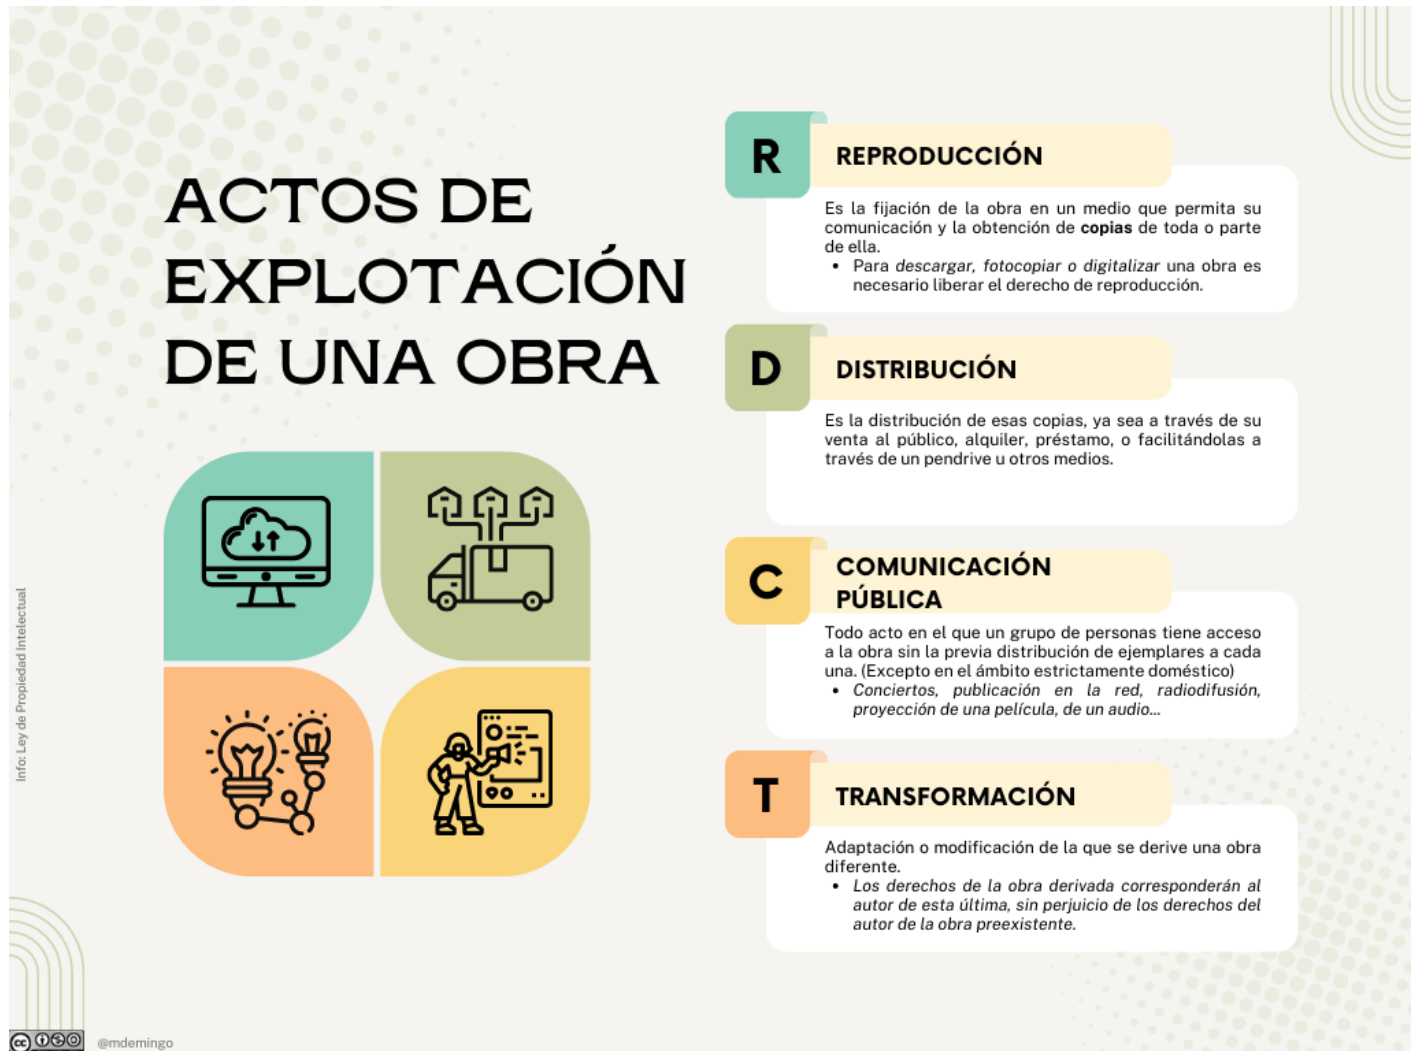 ACTOS DE
EXPLOTACIÓN
DE UNA OBRA
R
REPRODUCCIÓN
Es la fijación de la obra en un medio que permita su
comunicación y la obtención de copias de toda o parte
de ella.
• Para descargar, fotocopiar o digitalizar una obra es
necesario liberar el derecho de reproducción.
D
DISTRIBUCIÓN
Es la distribución de esas copias, ya sea a través de su
venta al público, alquiler, préstamo, o facilitándolas a
través de un pendrive u otros medios.
C
COMUNICACIÓN
PÚBLICA
Todo acto en el que un grupo de personas tiene acceso
a la obra sin la previa distribución de ejemplares a cada
una. (Excepto en el ámbito estrictamente doméstico)
• Conciertos, publicación en la red, radiodifusión,
proyección de una película, de un audio...
T
TRANSFORMACIÓN
Adaptación o modificación de la que se derive una obra
diferente.
• Los derechos de la obra derivada corresponderán al
autor de esta última, sin perjuicio de los derechos del
autor de la obra preexistente.
Info: Ley de Propiedad Intelectual
cc
@mdemingo